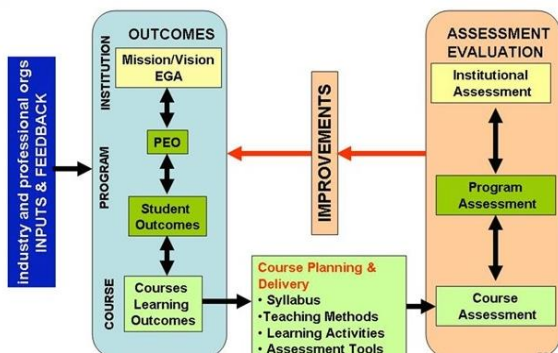 industry and professional orgs
INPUTS & FEEDBACK
OUTCOMES
INSTITUTION
PROGRAM
COURSE
Mission/Vision
EGA
PEO
Student
Outcomes
Courses
Learning
Outcomes
IMPROVEMENTS
Course Planning &
Delivery
• Syllabus
•Teaching Methods
• Learning Activities
• Assessment Tools
ASSESSMENT
EVALUATION
Institutional
Assessment
Program
Assessment
Course
Assessment